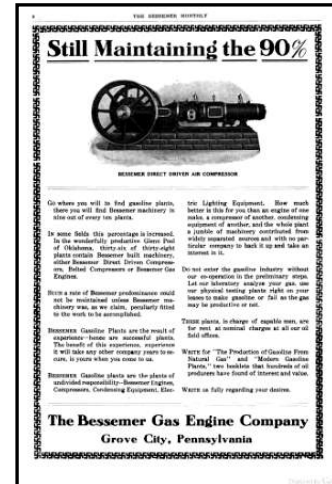 THE BESSEMER MONTHLY
Still Maintaining the 90%
BESSEMER DIRECT DRIVEN AIR COMPRESSOR
Go where you will to find gasoline plants,
there you will find Bessemer machinery in
nine out of every ten plants.
In some fields this percentage is increased.
In the wonderfully productive Glenn Pool
of Oklahoma, thirty-six of thirty-eight
plants contain Bessemer built machinery,
either Bessemer Direct Driven Compress-
ors, Belted Compressors or Bessemer Gas
Engines.
Such a rate of Bessemer predominance could
not be maintained unless Bessemer ma-
chinery was, as we claim, peculiarly fitted
to the work to be accomplished.
Bessemer Gasoline Plants are the result of
experience—hence are successful plants.
The benefit of this experience, experience
it will take any other company years to se-
cure, is yours when you come to us.
Bessemer Gasoline plants are the plants of
undivided responsibility—Bessemer Engines,
Compressors, Condensing Equipment, Elec-
tric Lighting Equipment. How much
better is this for you than an engine of one
make, a compressor of another, condensing
equipment of another, and the whole plant
a jumble of machinery contributed from
widely separated sources and with no par-
ticular company to back it up and take an
interest in it.
Do not enter the gasoline industry without
our co-operation in the preliminary steps.
Let our laboratory analyze your gas, use
our physical testing plants right on your
leases to make gasoline or fail as the gas
may be productive or not.
These plants, in charge of capable men, are
for rent at nominal charges at all our oil
field offices.
Write for "The Production of Gasoline From
Natural Gas" and "Modern Gasoline
Plants," two booklets that hundreds of oil
producers have found of interest and value.
Write us fully regarding your desires.
The Bessemer Gas Engine Company
Grove City, Pennsylvania